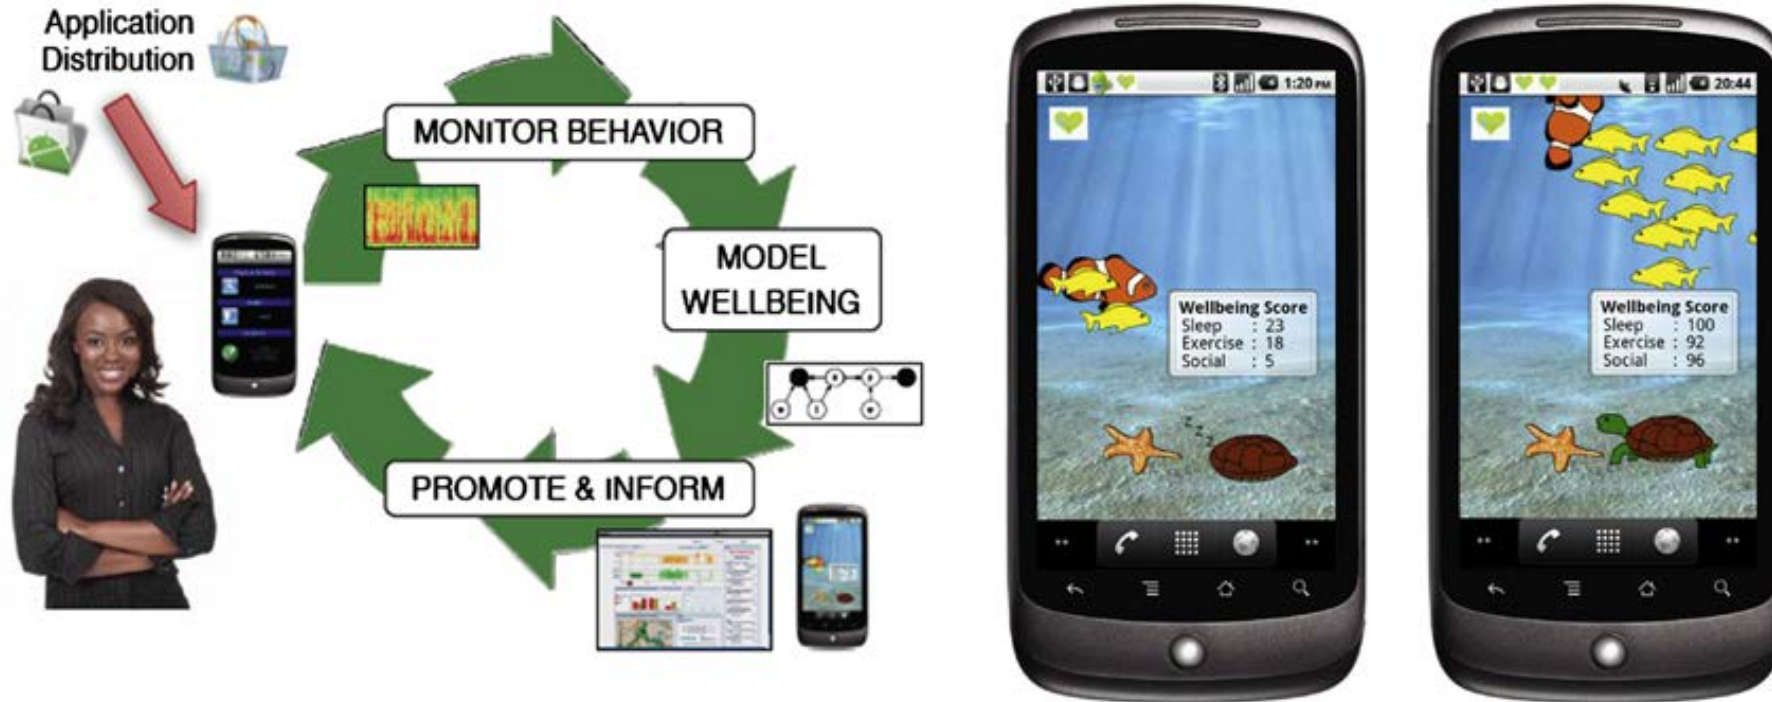 Application
Distribution
MONITOR BEHAVIOR
MODEL
WELLBEING
PROMOTE & INFORM
1:20 PM
Wellbeing Score
Sleep : 23
Exercise : 18
Social : 5
z z z
20:44
Wellbeing Score
Sleep : 100
Exercise : 92
Social : 96